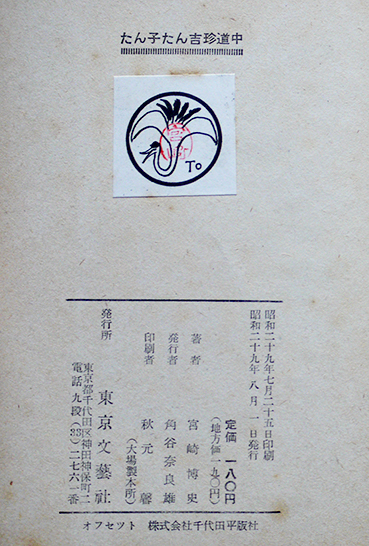 たん子たん吉珍道中
To
昭和二十九年七月二十五日印刷
昭和二十九年八月一日発行
定価 一八〇円
(地方価一九〇円)
著者 宮崎博史
発行者 角谷奈良雄
印刷者 秋元馨
(大場製本所)
発行所 東京文藝社
東京都千代田区神田神保町二
電話九段(33)二七六一番
オフセット 株式会社千代田平版社